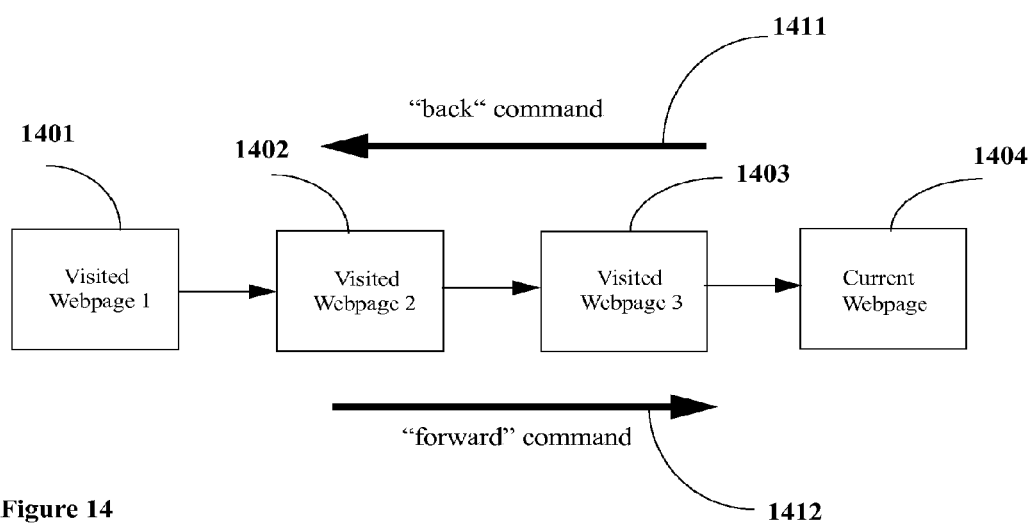 1411
“back“ command
1401
1402
1403
1404
Visited
Webpage 1
Visited
Webpage 2
Visited
Webpage 3
Current
Webpage
“forward” command
Figure 14
1412